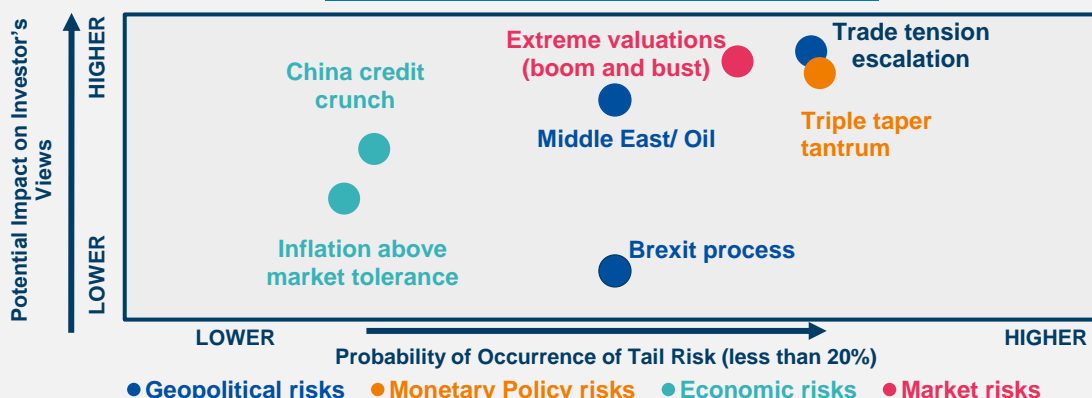 Potential Impact on Investor's
Views
HIGHER
LOWER
China credit
crunch
Inflation above
market tolerance
Extreme valuations
(boom and bust)
Middle East/ Oil
Brexit process
Trade tension
escalation
Triple taper
tantrum
LOWER
HIGHER
Probability of Occurrence of Tail Risk (less than 20%)
Geopolitical risks
Monetary Policy risks
Economic risks
Market risks